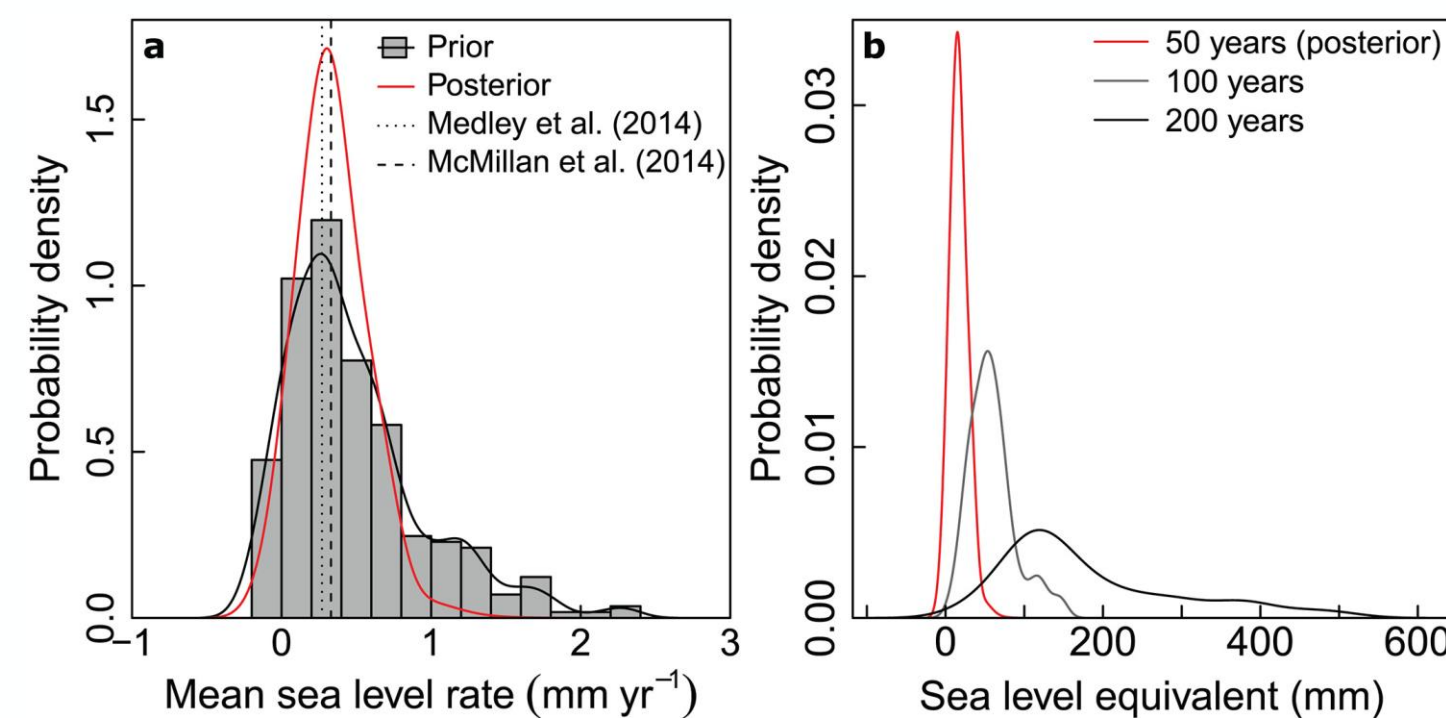 a
Prior
Posterior
Medley et al. (2014)
McMillan et al. (2014)
Probability density
0.0
0.5
1.0
1.5
−1
0
1
2
3
Mean sea level rate (mm yr⁻¹)
b
50 years (posterior)
100 years
200 years
Probability density
0.00
0.01
0.02
0.03
0
200
400
600
Sea level equivalent (mm)